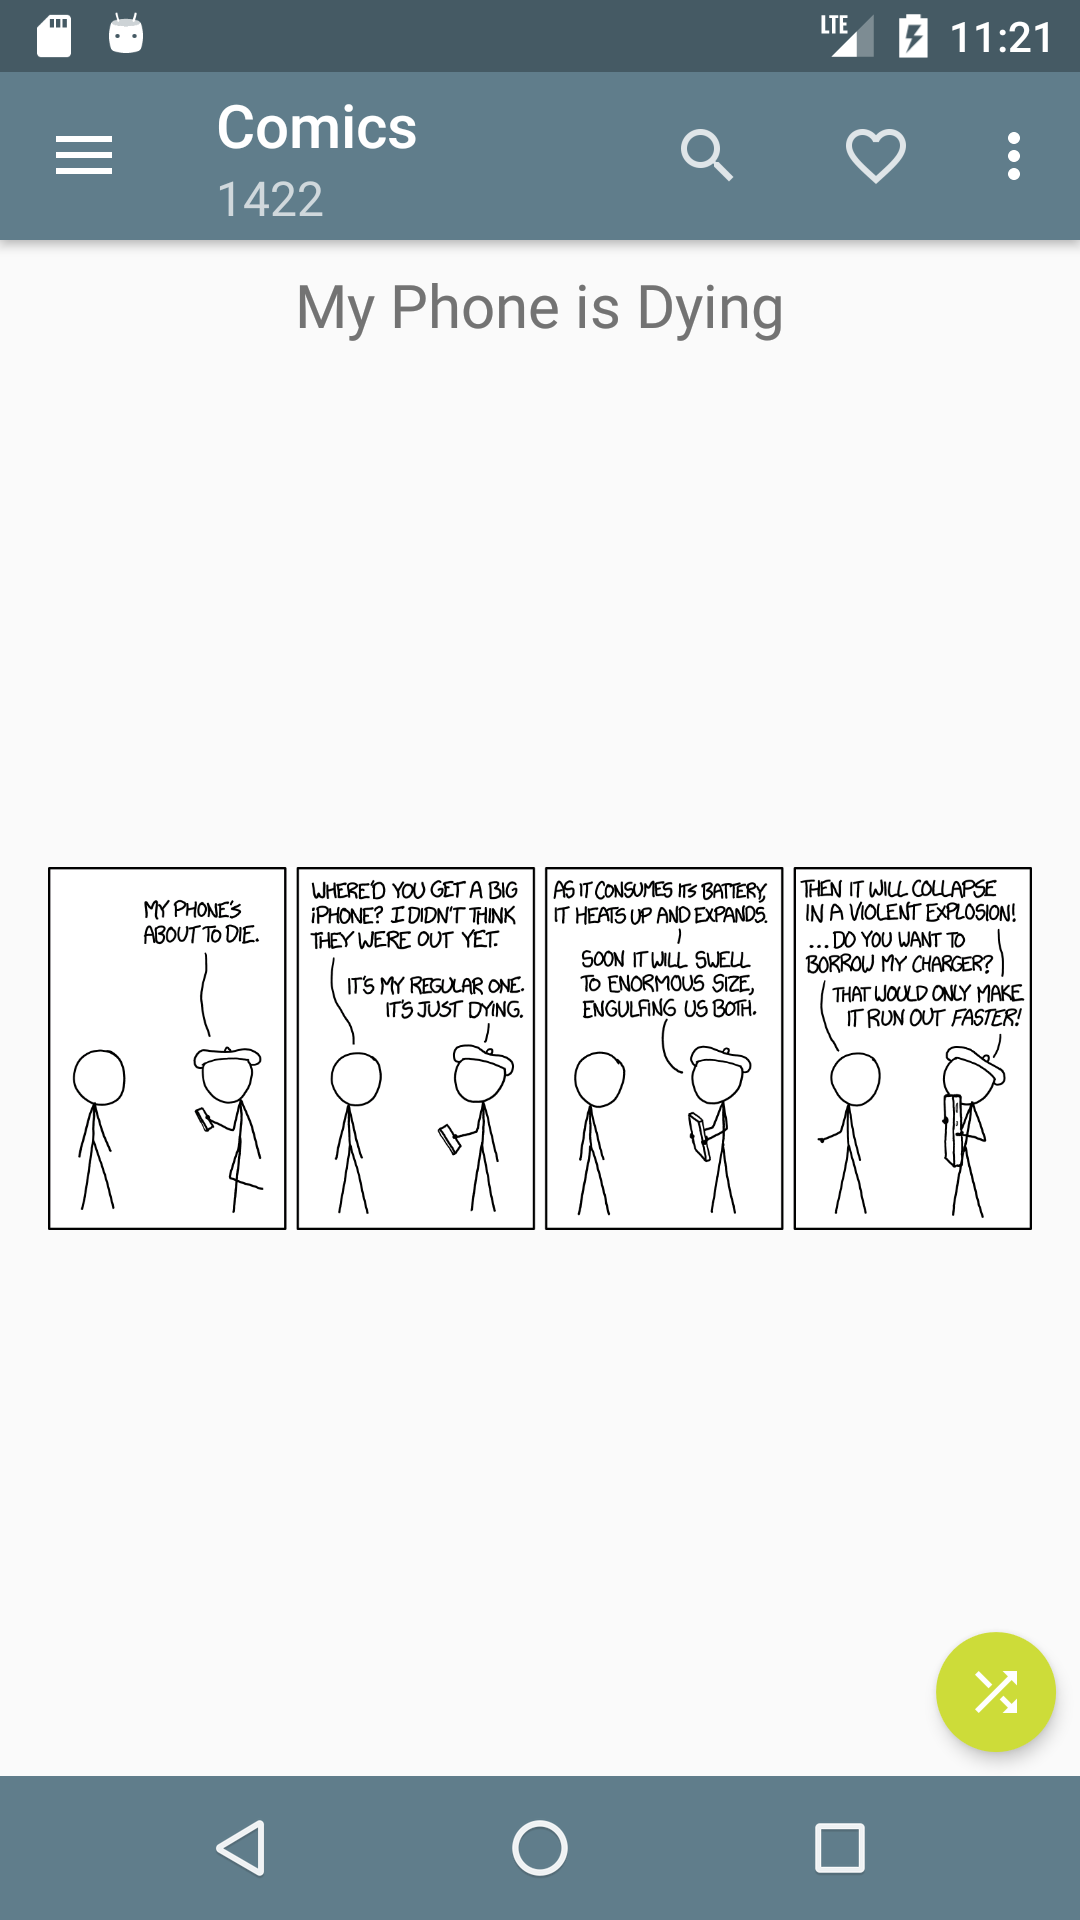 LTE 11:21
Comics
1422
My Phone is Dying
MY PHONE'S
ABOUT TO DIE.
WHERE'D YOU GET A BIG
iPHONE? I DIDN'T THINK
THEY WERE OUT YET.
IT'S MY REGULAR ONE.
IT'S JUST DYING.
AS IT CONSUMES ITS BATTERY,
IT HEATS UP AND EXPANDS.
SOON IT WILL SWELL
TO ENORMOUS SIZE,
ENGULFING US BOTH.
THEN IT WILL COLLAPSE
IN A VIOLENT EXPLOSION!
...DO YOU WANT TO
BORROW MY CHARGER?
THAT WOULD ONLY MAKE
IT RUN OUT FASTER!